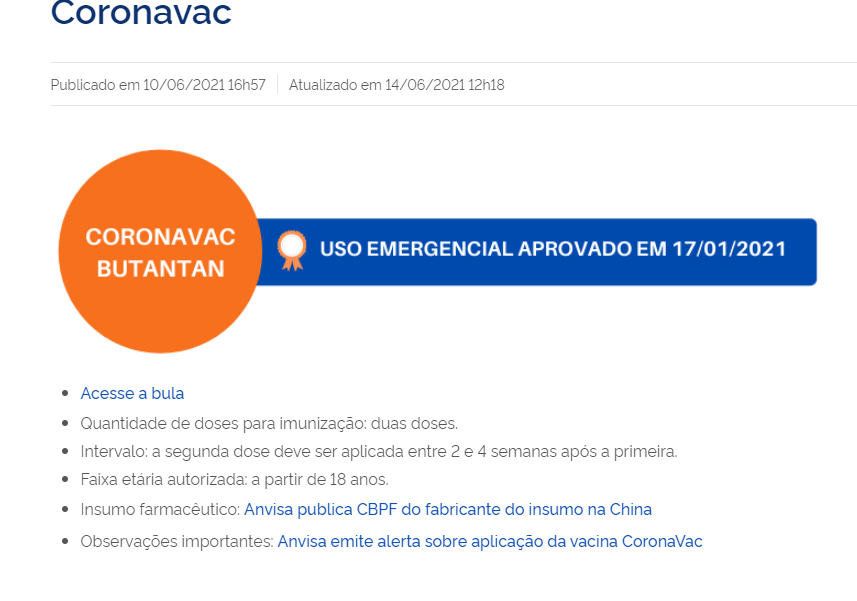 Coronavac
Publicado em 10/06/2021 16h57 Atualizado em 14/06/2021 12h18
CORONAVAC
BUTANTAN
USO EMERGENCIAL APROVADO EM 17/01/2021
Acesse a bula
Quantidade de doses para imunização: duas doses.
Intervalo: a segunda dose deve ser aplicada entre 2 e 4 semanas após a primeira.
Faixa etária autorizada: a partir de 18 anos.
Insumo farmacêutico: Anvisa publica CBPF do fabricante do insumo na China
Observações importantes: Anvisa emite alerta sobre aplicação da vacina CoronaVac